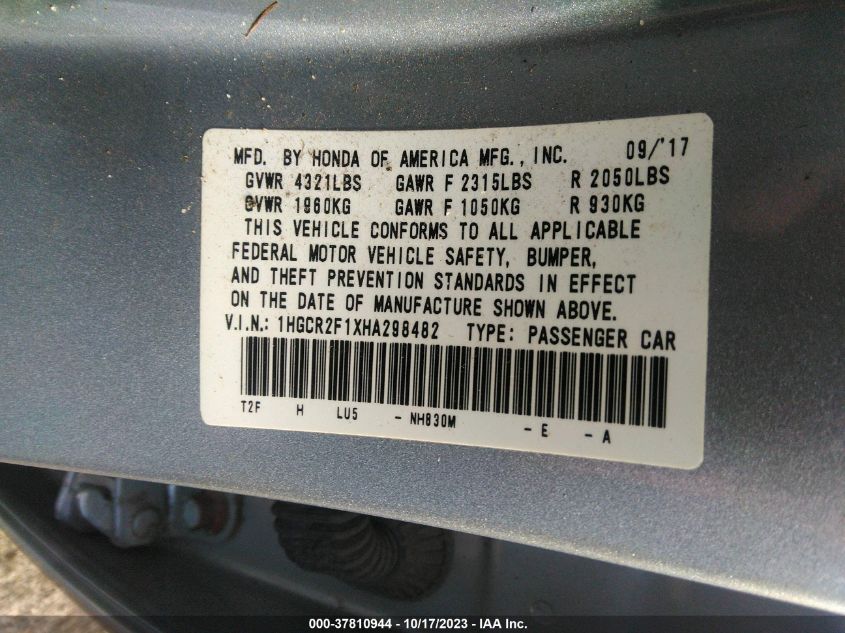 MFD. BY HONDA OF AMERICA MFG., INC. 09/'17
GVWR 4321LBS GAWR F 2315LBS R 2050LBS
GVWR 1960KG GAWR F 1050KG R 930KG
THIS VEHICLE CONFORMS TO ALL APPLICABLE
FEDERAL MOTOR VEHICLE SAFETY, BUMPER,
AND THEFT PREVENTION STANDARDS IN EFFECT
ON THE DATE OF MANUFACTURE SHOWN ABOVE.
V.I.N.: 1HGCR2F1XHA298482 TYPE: PASSENGER CAR
T2F H LU5 - NH830M - E - A
000-37810944 - 10/17/2023 - IAA Inc.